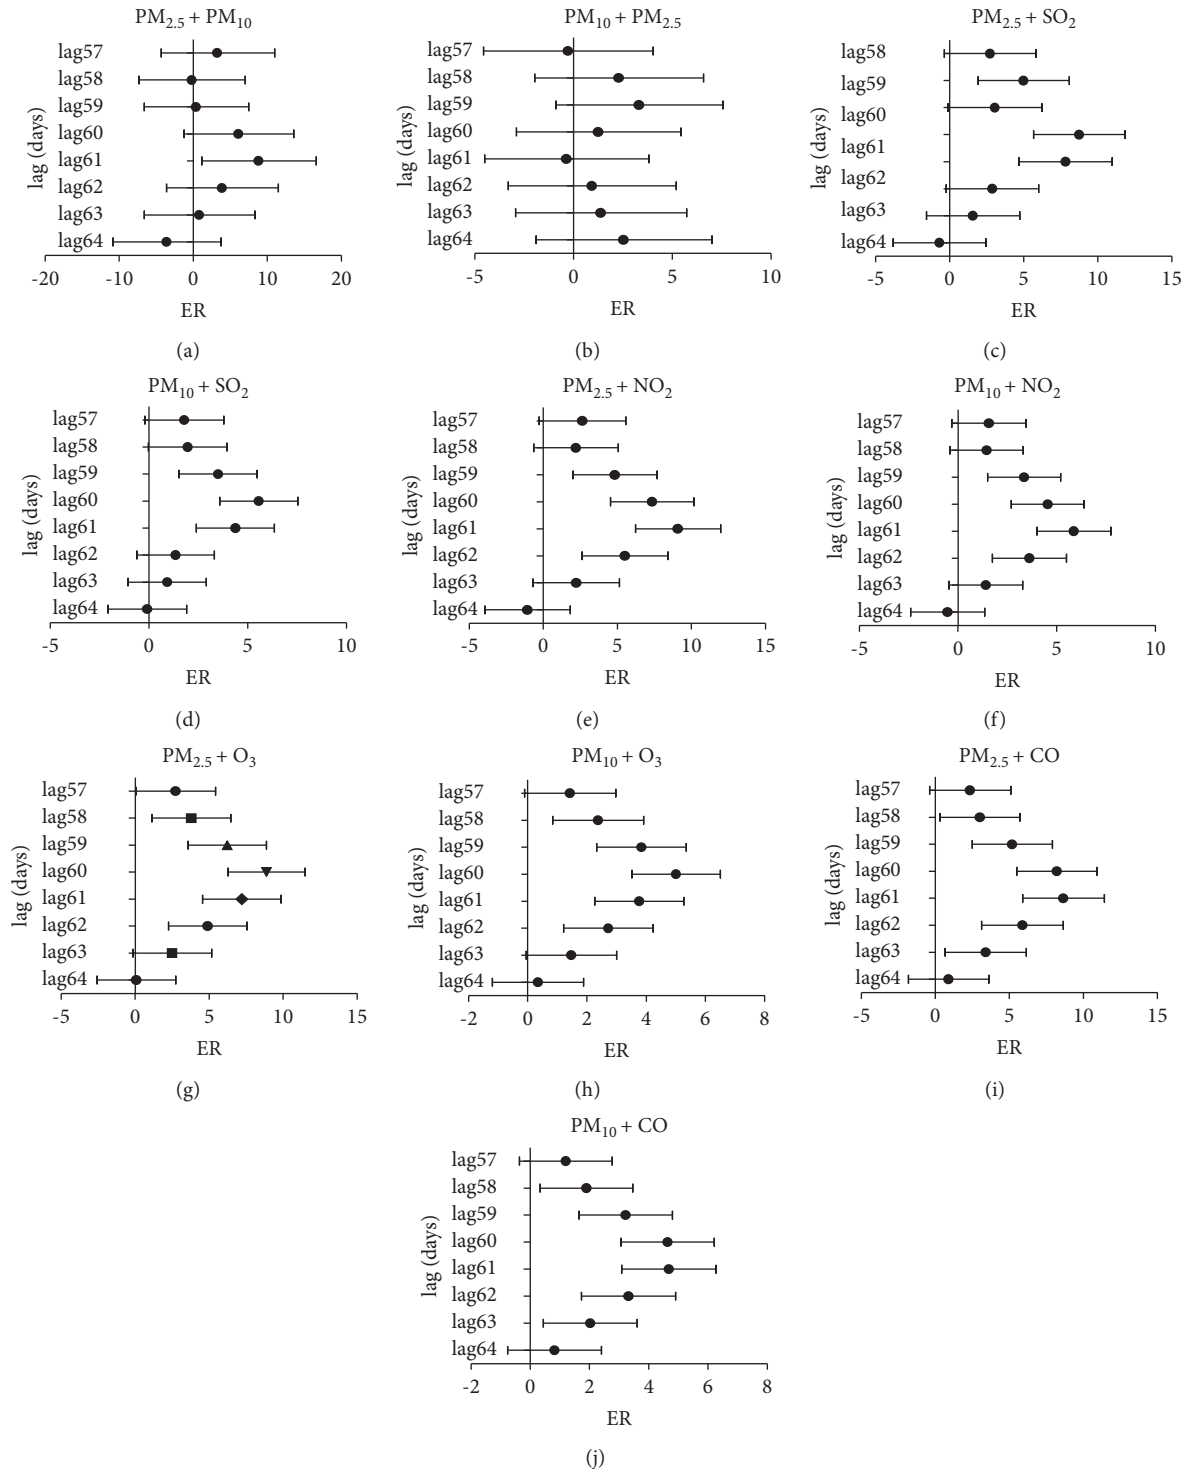 PM2.5 + PM10
lag57
lag58
lag59
lag60
lag61
lag62
lag63
lag64
lag (days)
-20 -10 0 10 20
ER
(a)
PM10 + PM2.5
lag57
lag58
lag59
lag60
lag61
lag62
lag63
lag64
lag (days)
-5 0 5 10
ER
(b)
PM2.5 + SO2
lag58
lag59
lag60
lag61
lag62
lag63
lag64
lag (days)
-5 0 5 10 15
ER
(c)
PM10 + SO2
lag57
lag58
lag59
lag60
lag61
lag62
lag63
lag64
lag (days)
-5 0 5 10
ER
(d)
PM2.5 + NO2
lag57
lag58
lag59
lag60
lag61
lag62
lag63
lag64
lag (days)
-5 0 5 10 15
ER
(e)
PM10 + NO2
lag57
lag58
lag59
lag60
lag61
lag62
lag63
lag64
lag (days)
-5 0 5 10
ER
(f)
PM2.5 + O3
lag57
lag58
lag59
lag60
lag61
lag62
lag63
lag64
lag (days)
-5 0 5 10 15
ER
(g)
PM10 + O3
lag57
lag58
lag59
lag60
lag61
lag62
lag63
lag64
lag (days)
-2 0 2 4 6 8
ER
(h)
PM2.5 + CO
lag57
lag58
lag59
lag60
lag61
lag62
lag63
lag64
lag (days)
-5 0 5 10 15
ER
(i)
PM10 + CO
lag57
lag58
lag59
lag60
lag61
lag62
lag63
lag64
lag (days)
-2 0 2 4 6 8
ER
(j)